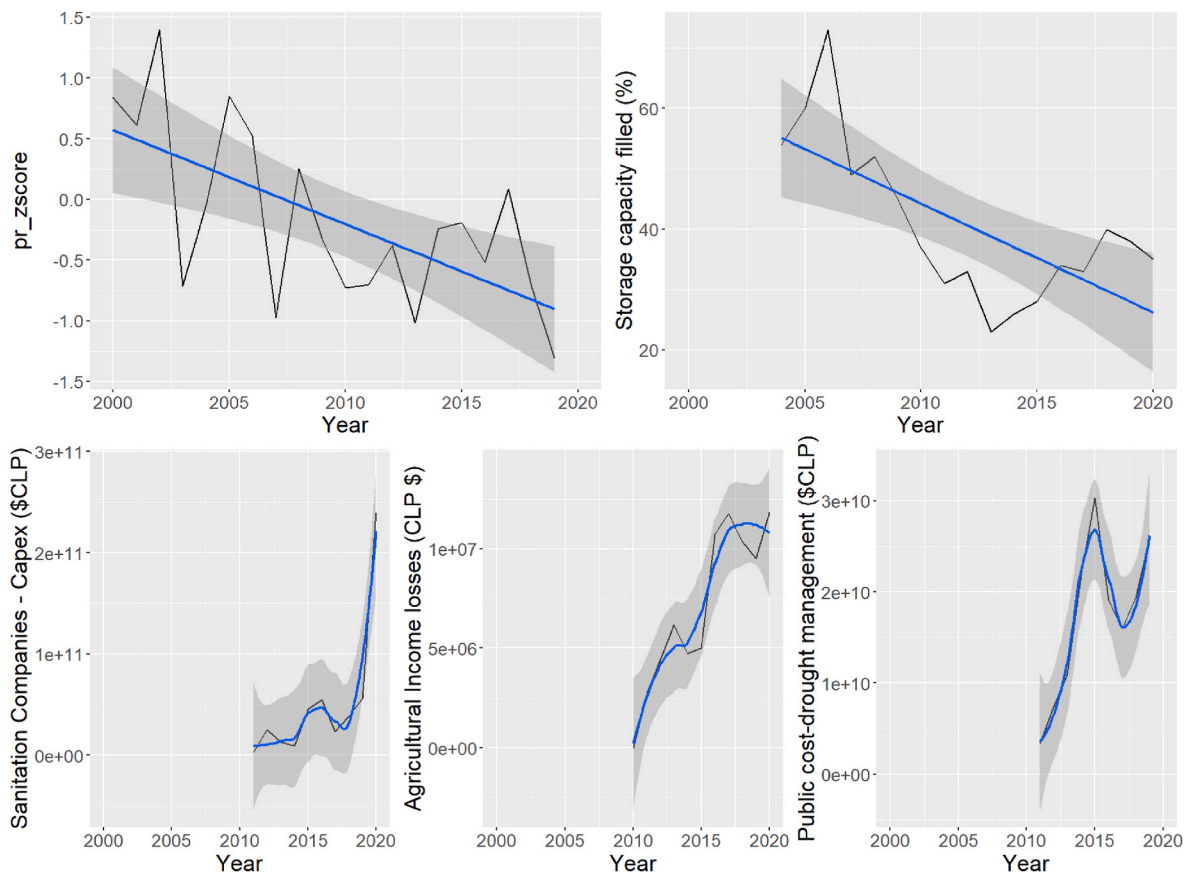 pr_zscore
1.5
1.0
0.5
0.0
-0.5
-1.0
-1.5
2000 2005 2010 2015 2020
Year
Storage capacity filled (%)
60
40
20
2000 2005 2010 2015 2020
Year
Sanitation Companies - Capex ($CLP)
3e+11
2e+11
1e+11
0e+00
2000 2005 2010 2015 2020
Year
Agricultural Income losses (CLP $)
1e+07
5e+06
0e+00
2000 2005 2010 2015 2020
Year
Public cost-drought management ($CLP)
3e+10
2e+10
1e+10
0e+00
2000 2005 2010 2015 2020
Year